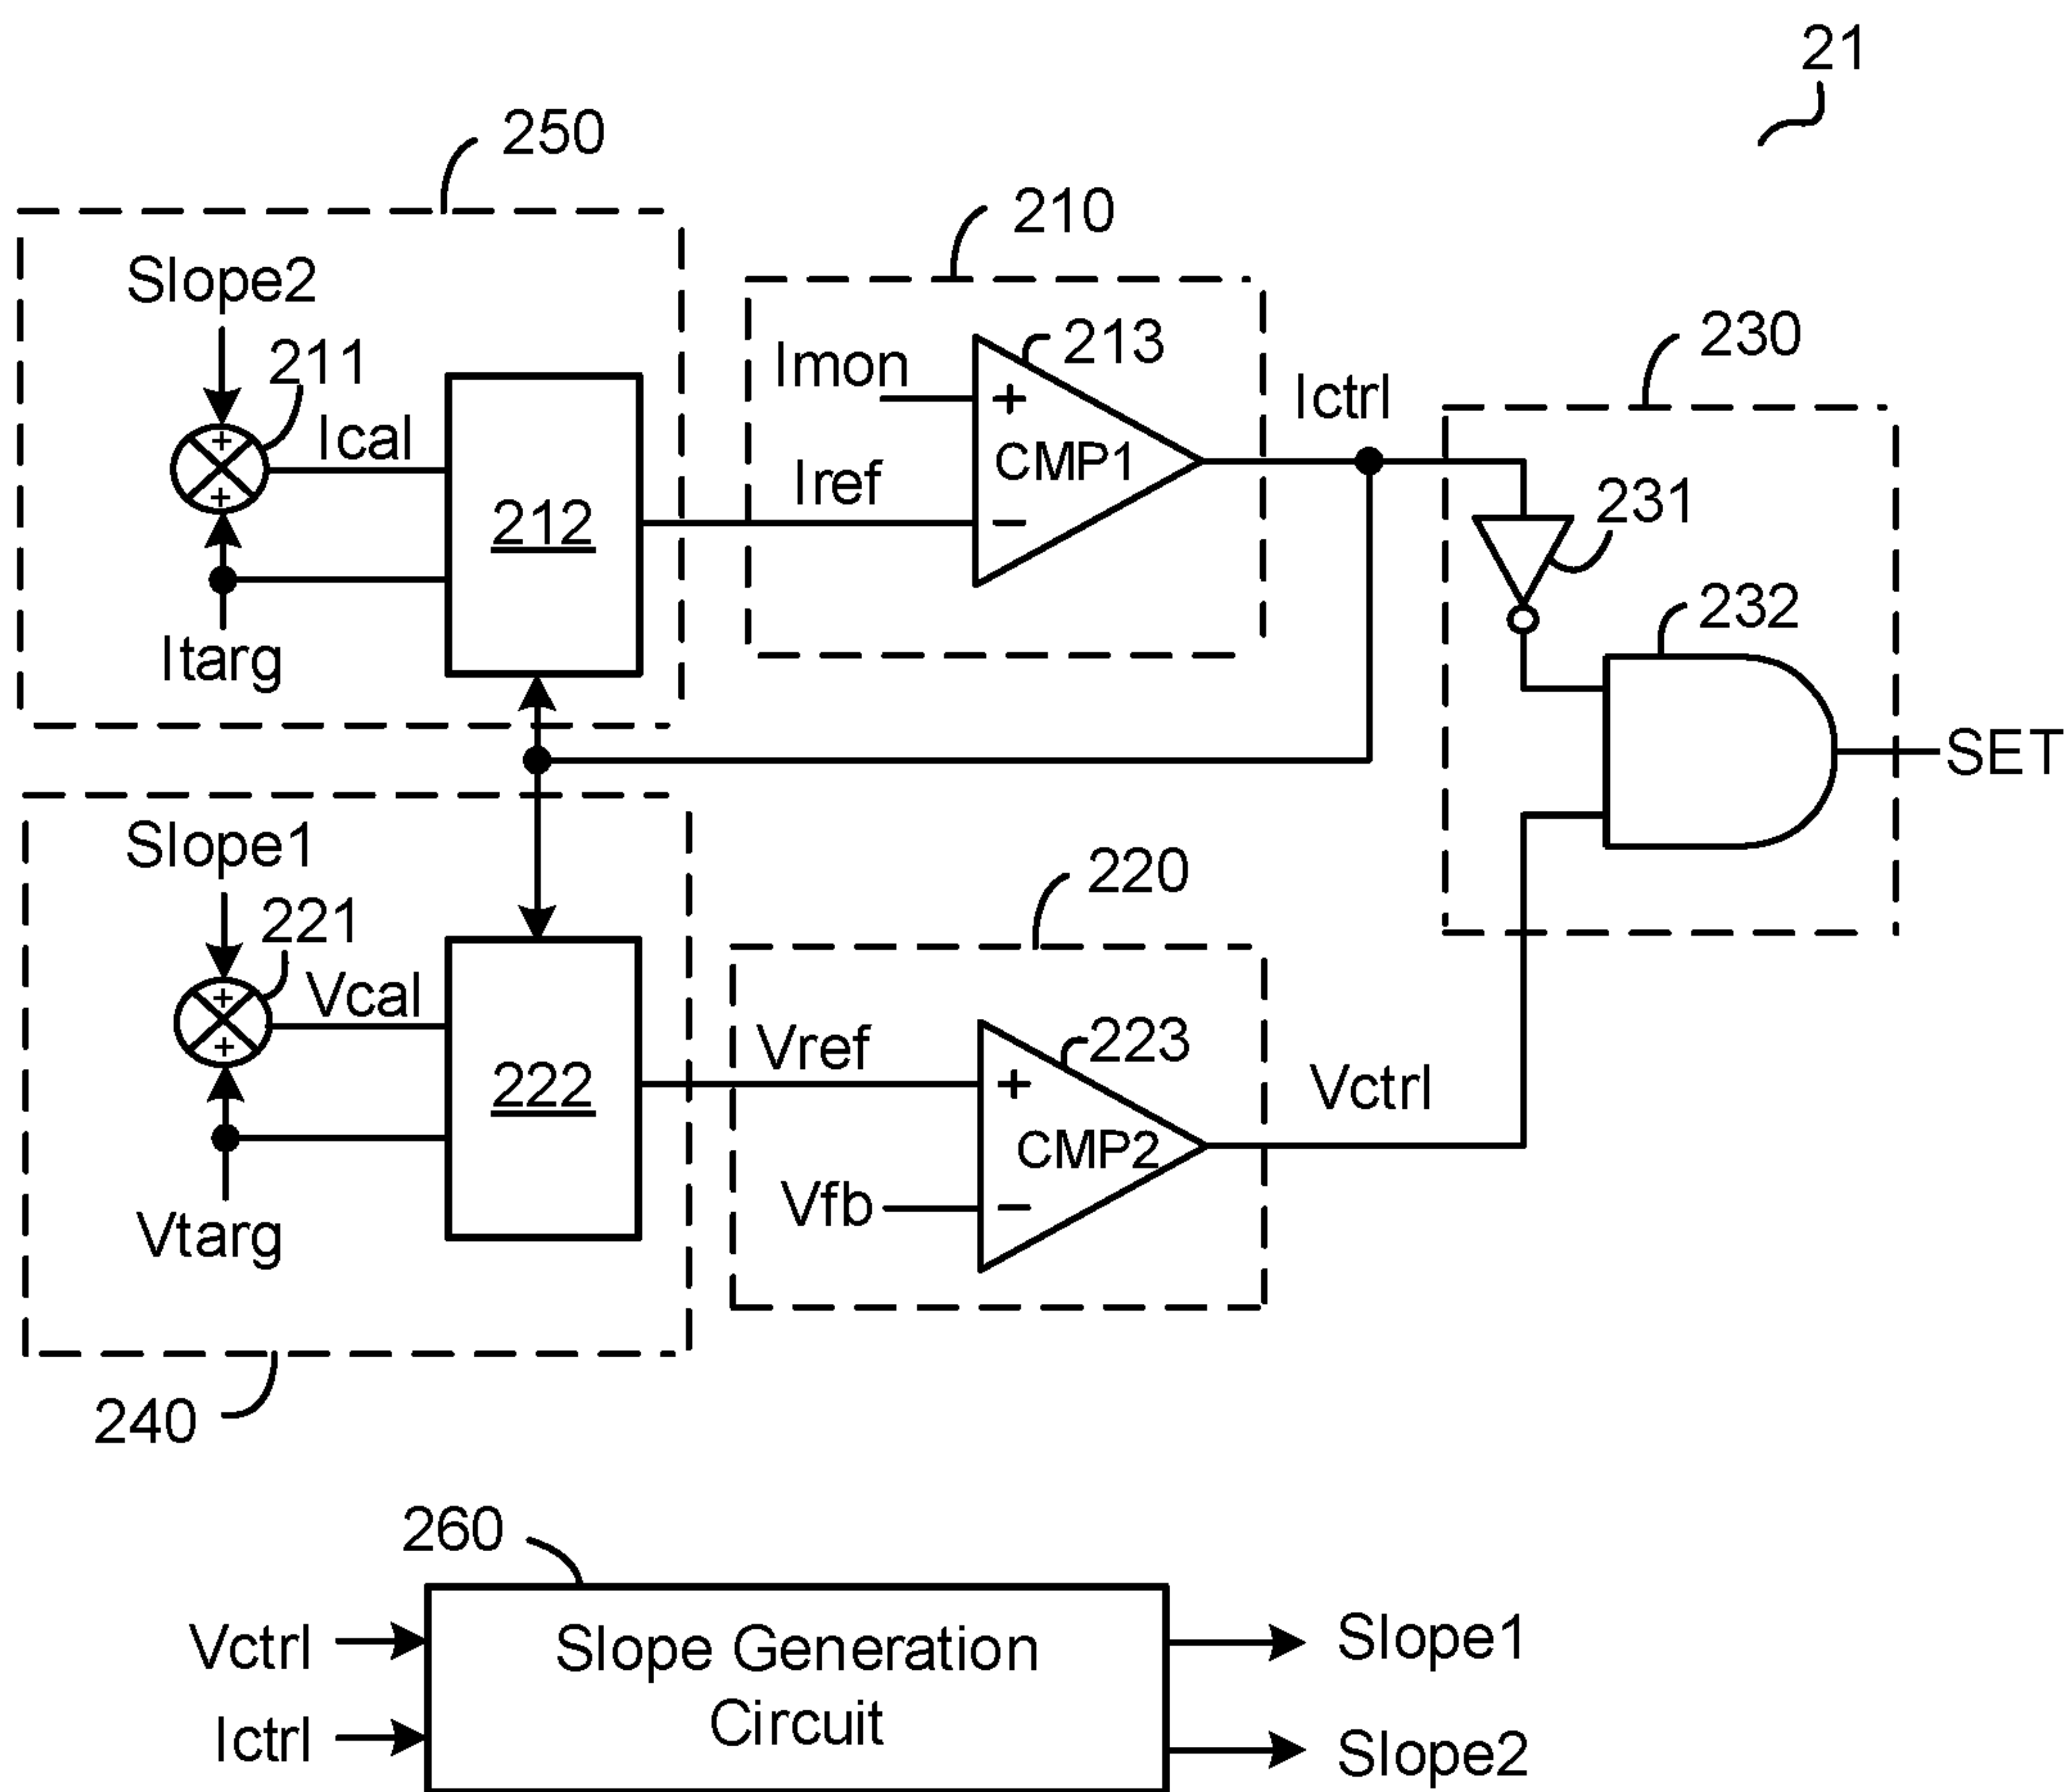 21
250
210
Slope2
230
213
211
Imon
+
Ictrl
+
Ical
CMP1
Iref
+
212
−
231
232
Itarg
SET
Slope1
220
221
+
Vcal
Vref
223
+
+
222
Vctrl
CMP2
Vfb
−
Vtarg
240
260
Vctrl
Slope Generation
Circuit
Slope1
Ictrl
Slope2